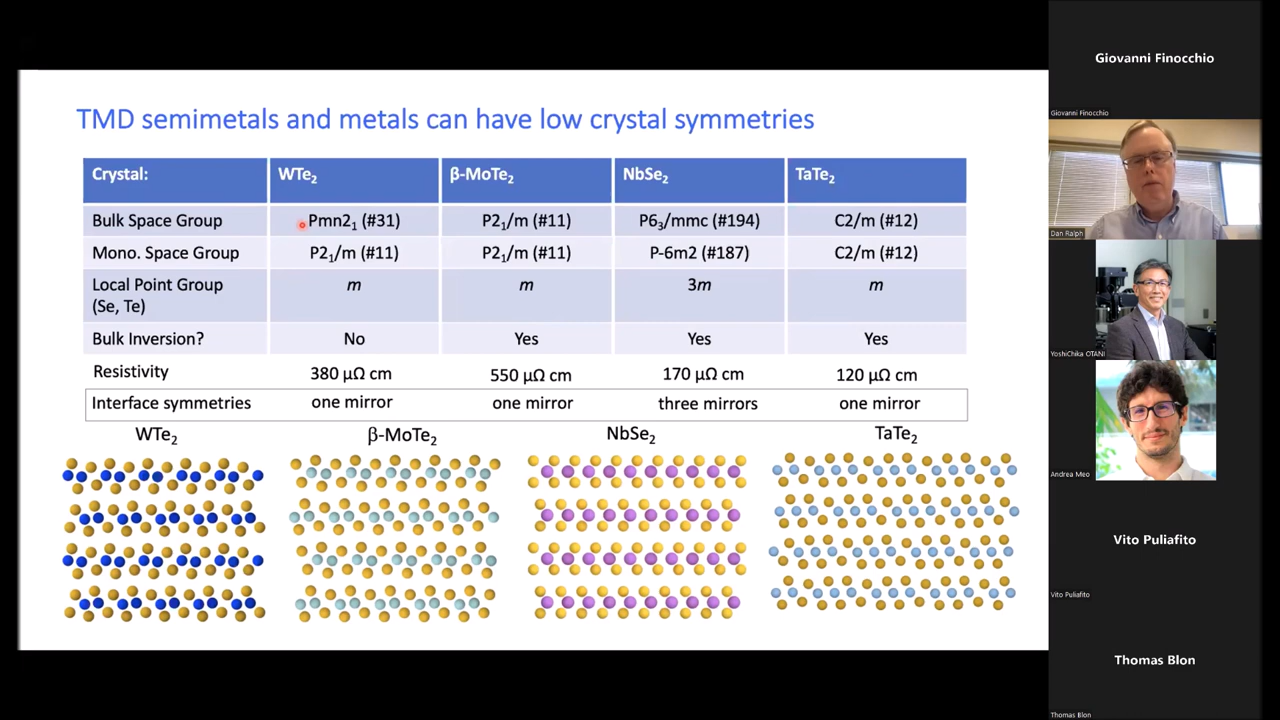 TMD semimetals and metals can have low crystal symmetries
Crystal: WTe₂ β-MoTe₂ NbSe₂ TaTe₂
Bulk Space Group Pmn2₁ (#31) P2₁/m (#11) P6₃/mmc (#194) C2/m (#12)
Mono. Space Group P2₁/m (#11) P2₁/m (#11) P-6m2 (#187) C2/m (#12)
Local Point Group
(Se, Te) m m 3m m
Bulk Inversion? No Yes Yes Yes
Resistivity 380 μΩ cm 550 μΩ cm 170 μΩ cm 120 μΩ cm
Interface symmetries one mirror one mirror three mirrors one mirror
WTe₂ β-MoTe₂ NbSe₂ TaTe₂
Giovanni Finocchio
Giovanni Finocchio
Dan Ralph
YoshiChika OTANI
Andrea Meo
Vito Puliafito
Vito Puliafito
Thomas Blon
Thomas Blon